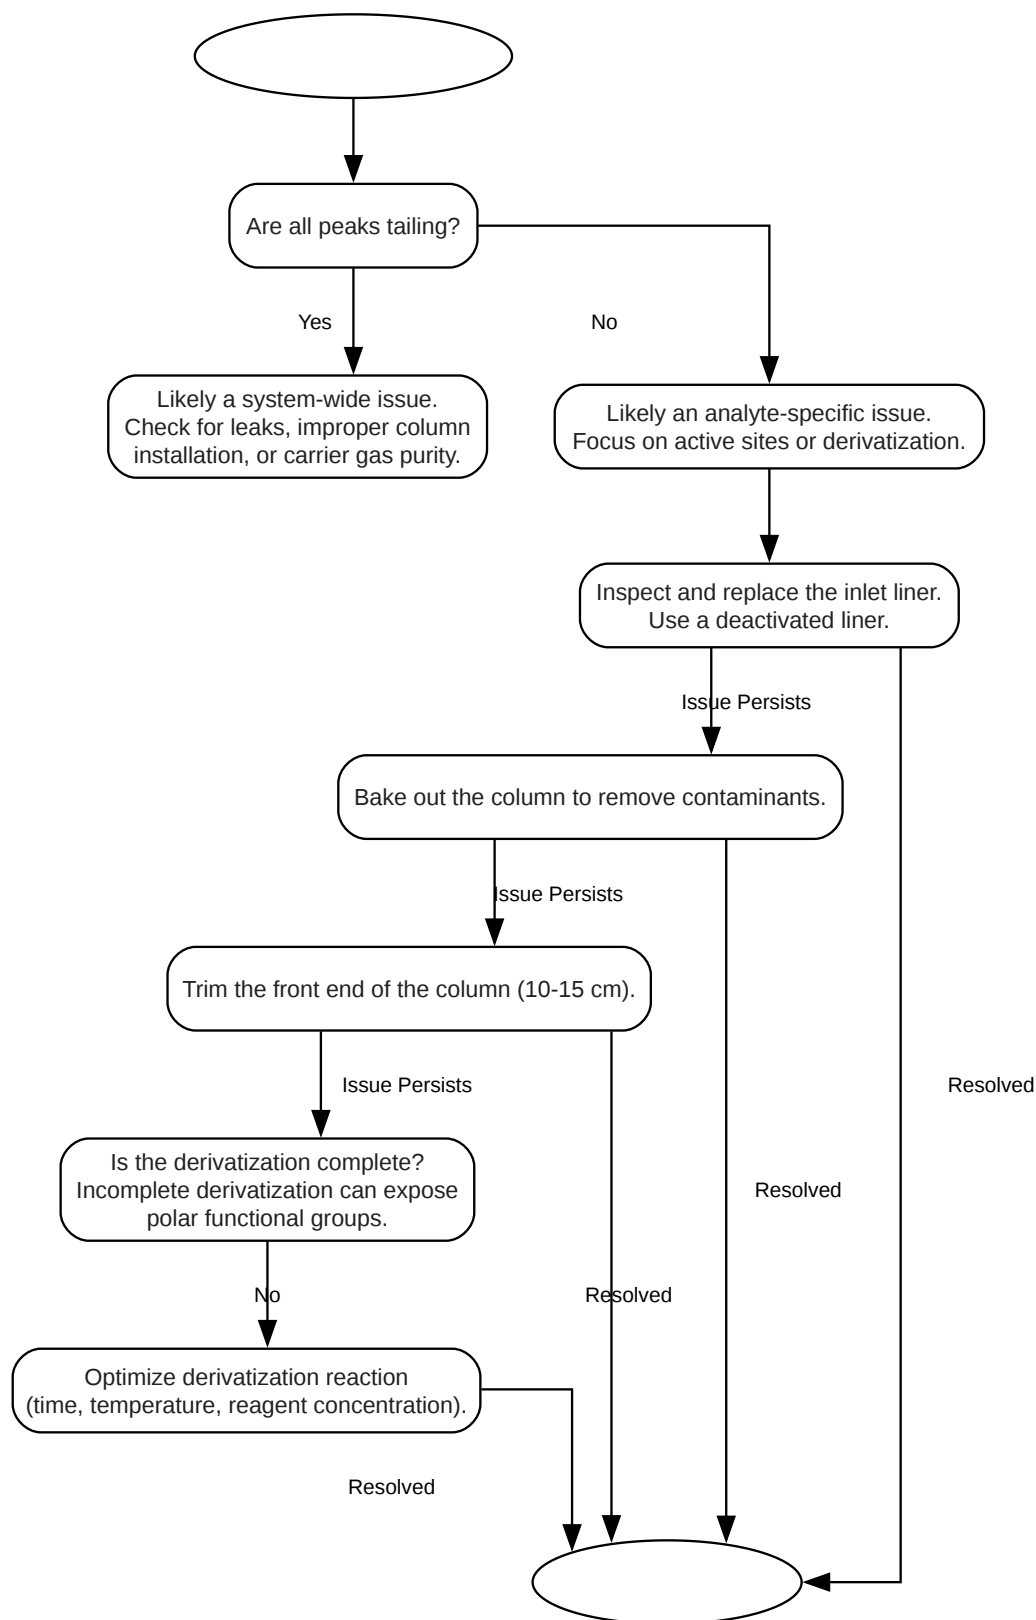 Are all peaks tailing?
Yes
No
Likely a system-wide issue.
Check for leaks, improper column
installation, or carrier gas purity.
Likely an analyte-specific issue.
Focus on active sites or derivatization.
Inspect and replace the inlet liner.
Use a deactivated liner.
Issue Persists
Bake out the column to remove contaminants.
Issue Persists
Trim the front end of the column (10-15 cm).
Issue Persists
Resolved
Is the derivatization complete?
Incomplete derivatization can expose
polar functional groups.
Resolved
No
Resolved
Optimize derivatization reaction
(time, temperature, reagent concentration).
Resolved